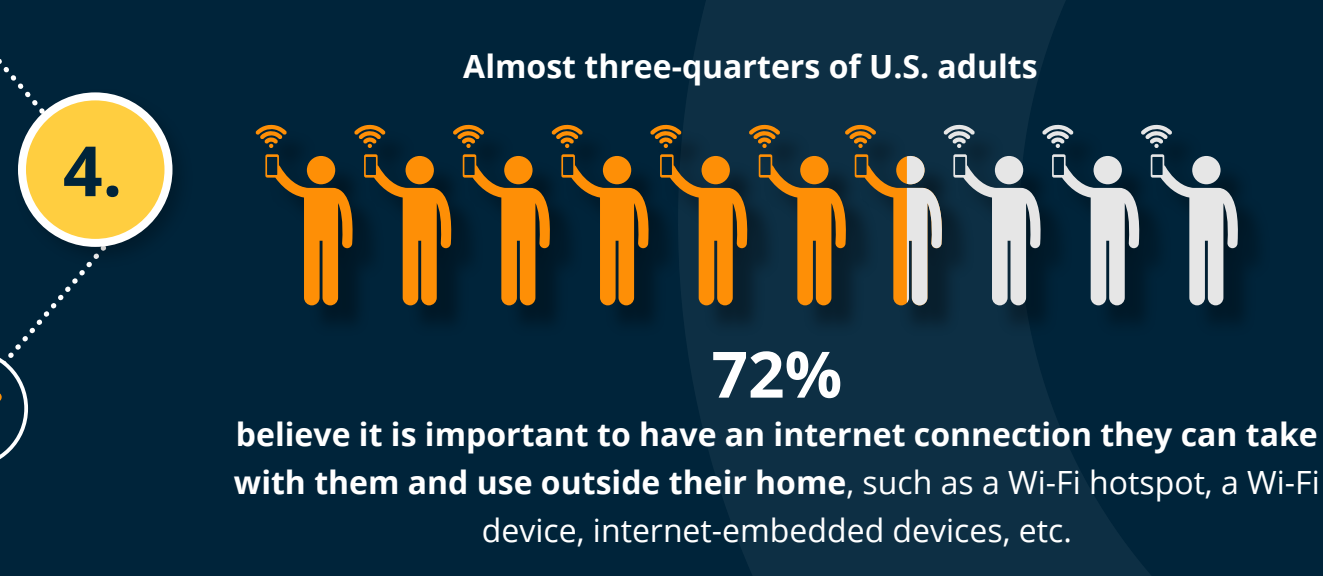 Almost three-quarters of U.S. adults
4.
72%
believe it is important to have an internet connection they can take
with them and use outside their home, such as a Wi-Fi hotspot, a Wi-Fi
device, internet-embedded devices, etc.